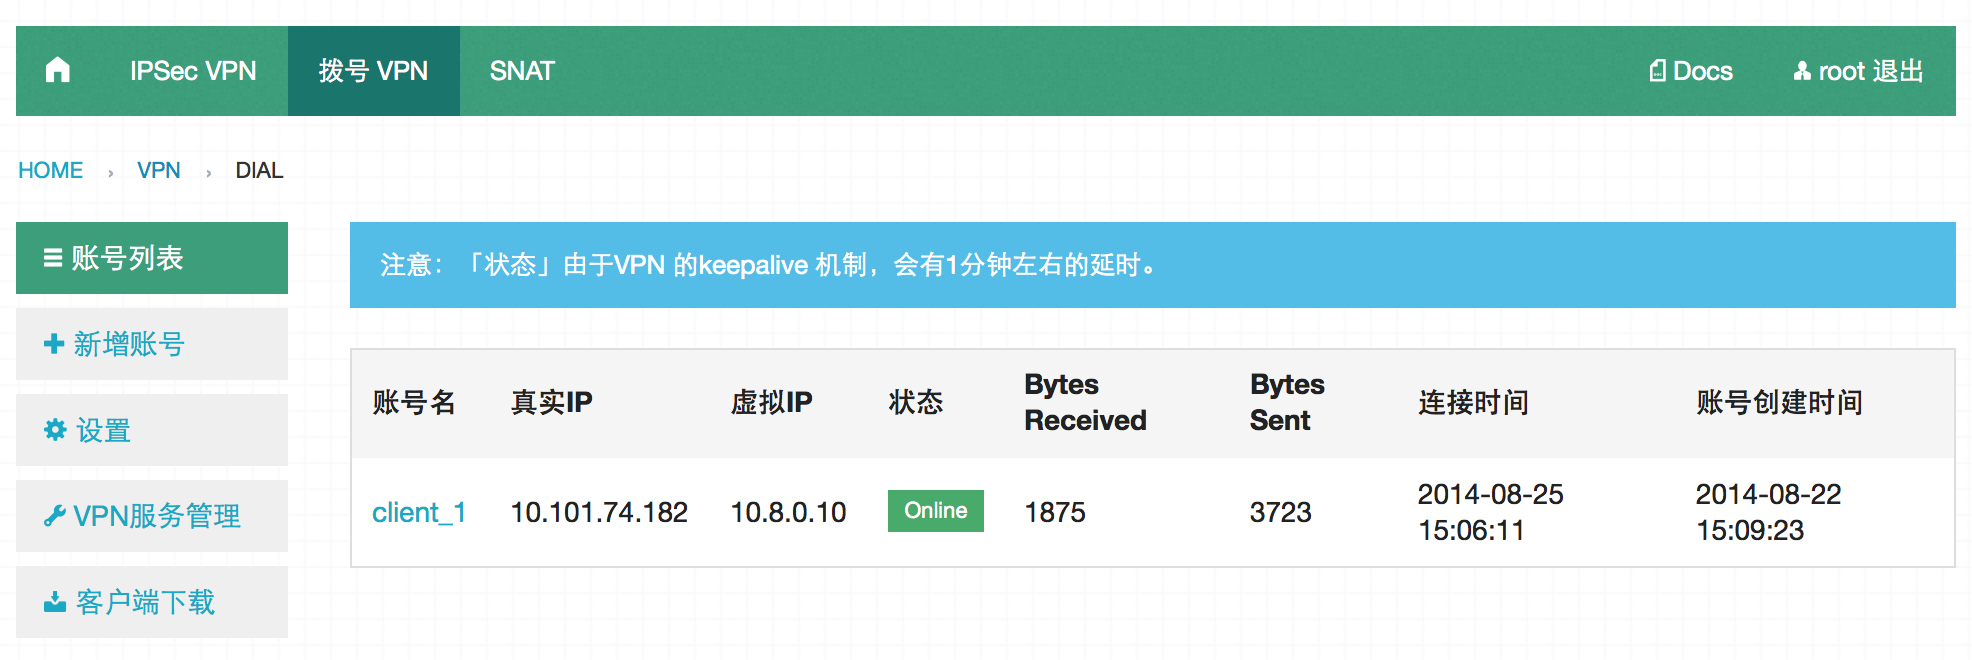 IPSec VPN 拨号 VPN SNAT Docs root 退出
HOME › VPN › DIAL
账号列表
新增账号
设置
VPN服务管理
客户端下载
注意：「状态」由于VPN 的keepalive 机制，会有1分钟左右的延时。
账号名 真实IP 虚拟IP 状态 Bytes Received Bytes Sent 连接时间 账号创建时间
client_1 10.101.74.182 10.8.0.10 Online 1875 3723 2014-08-25 15:06:11 2014-08-22 15:09:23